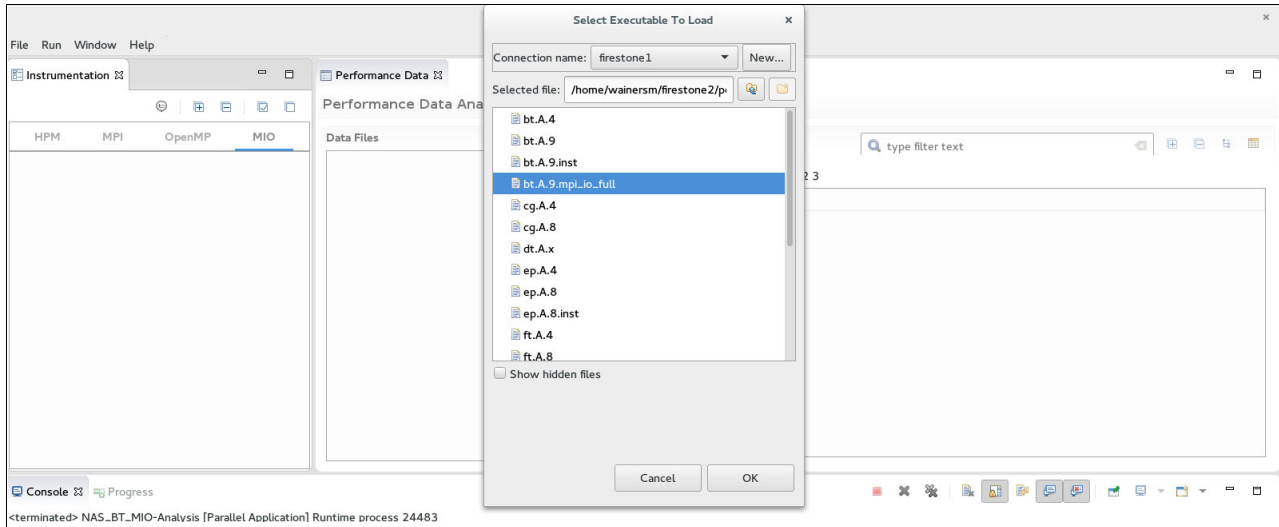 Select Executable To Load
File Run Window Help
Connection name: firestone1 New...
Instrumentation
Performance Data
Selected file: /home/wainersm/firestone2/p
Performance Data Ana
bt.A.4
HPM MPI OpenMP MIO
Data Files
bt.A.9
type filter text
bt.A.9.inst
bt.A.9.mpi_io_full
2 3
cg.A.4
cg.A.8
dt.A.x
ep.A.4
ep.A.8
ep.A.8.inst
ft.A.4
ft.A.8
Show hidden files
Cancel OK
Console Progress
<terminated> NAS_BT_MIO-Analysis [Parallel Application] Runtime process 24483